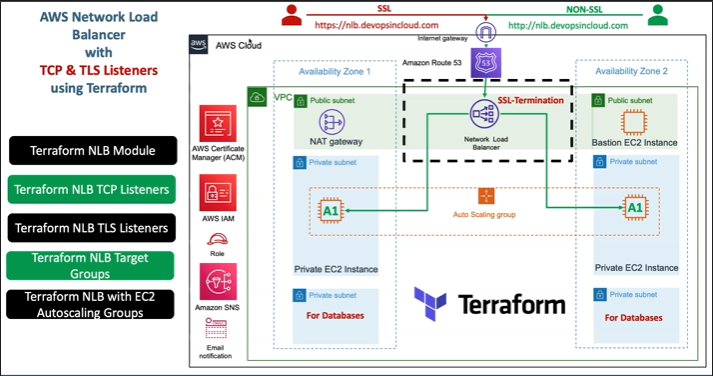 AWS Network Load
Balancer
with
TCP & TLS Listeners
using Terraform
Terraform NLB Module
Terraform NLB TCP Listeners
Terraform NLB TLS Listeners
Terraform NLB Target
Groups
Terraform NLB with EC2
Autoscaling Groups
SSL
https://nlb.devopsincloud.com
NON-SSL
http://nlb.devopsincloud.com
Internet gateway
aws
AWS Cloud
Amazon Route 53
53
Availability Zone 1
Availability Zone 2
VPC
Public subnet
NAT gateway
SSL-Termination
Network Load
Balancer
Public subnet
Bastion EC2 Instance
AWS Certificate
Manager (ACM)
AWS IAM
Role
Amazon SNS
Email
notification
Private subnet
A1
Private EC2 Instance
Auto Scaling group
Private subnet
A1
Private EC2 Instance
Private subnet
For Databases
Terraform
Private subnet
For Databases